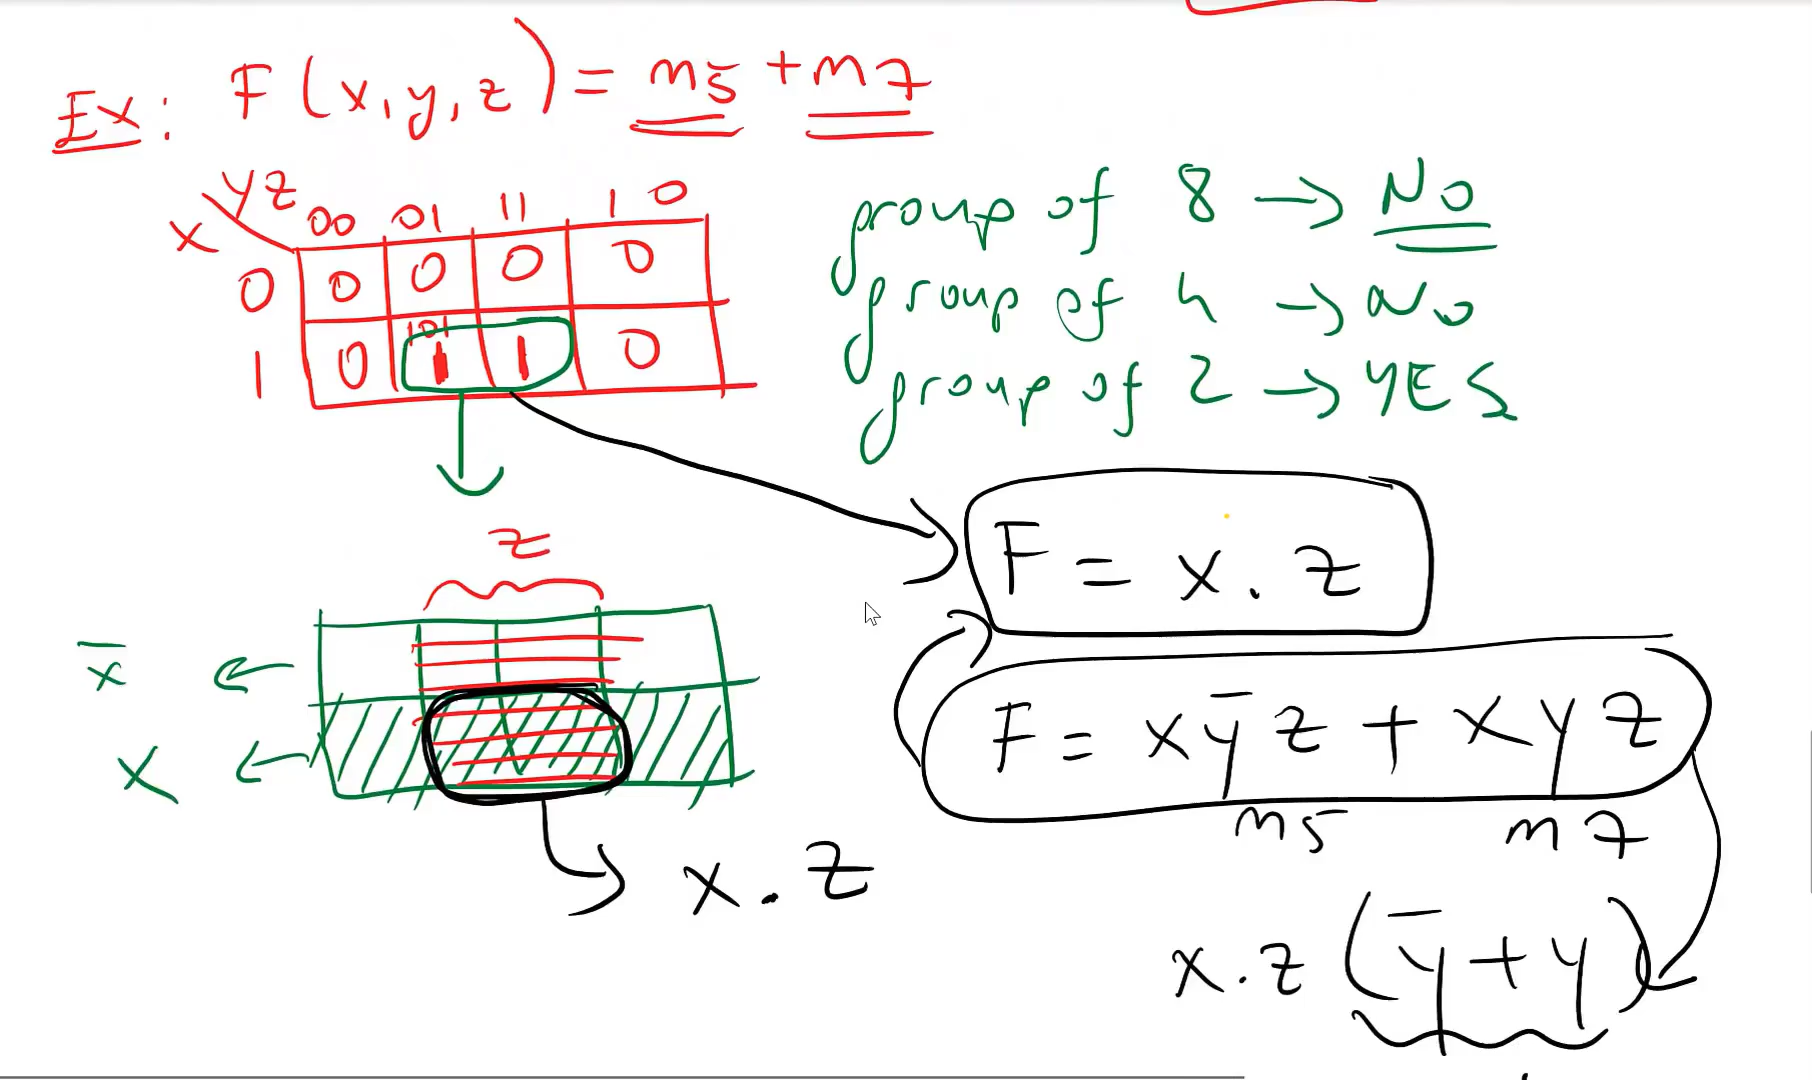 Ex: F(x,y,z) = m5 + m7
yz
x
00 01 11 10
0 0 0 0 0
101
1 0 1 1 0
group of 8 → NO
group of 4 → No
group of 2 → YES
z
x̄ ←
x ←
x . z
F = x . z
F = xȳz + xyz
m5 m7
x.z (ȳ+y)